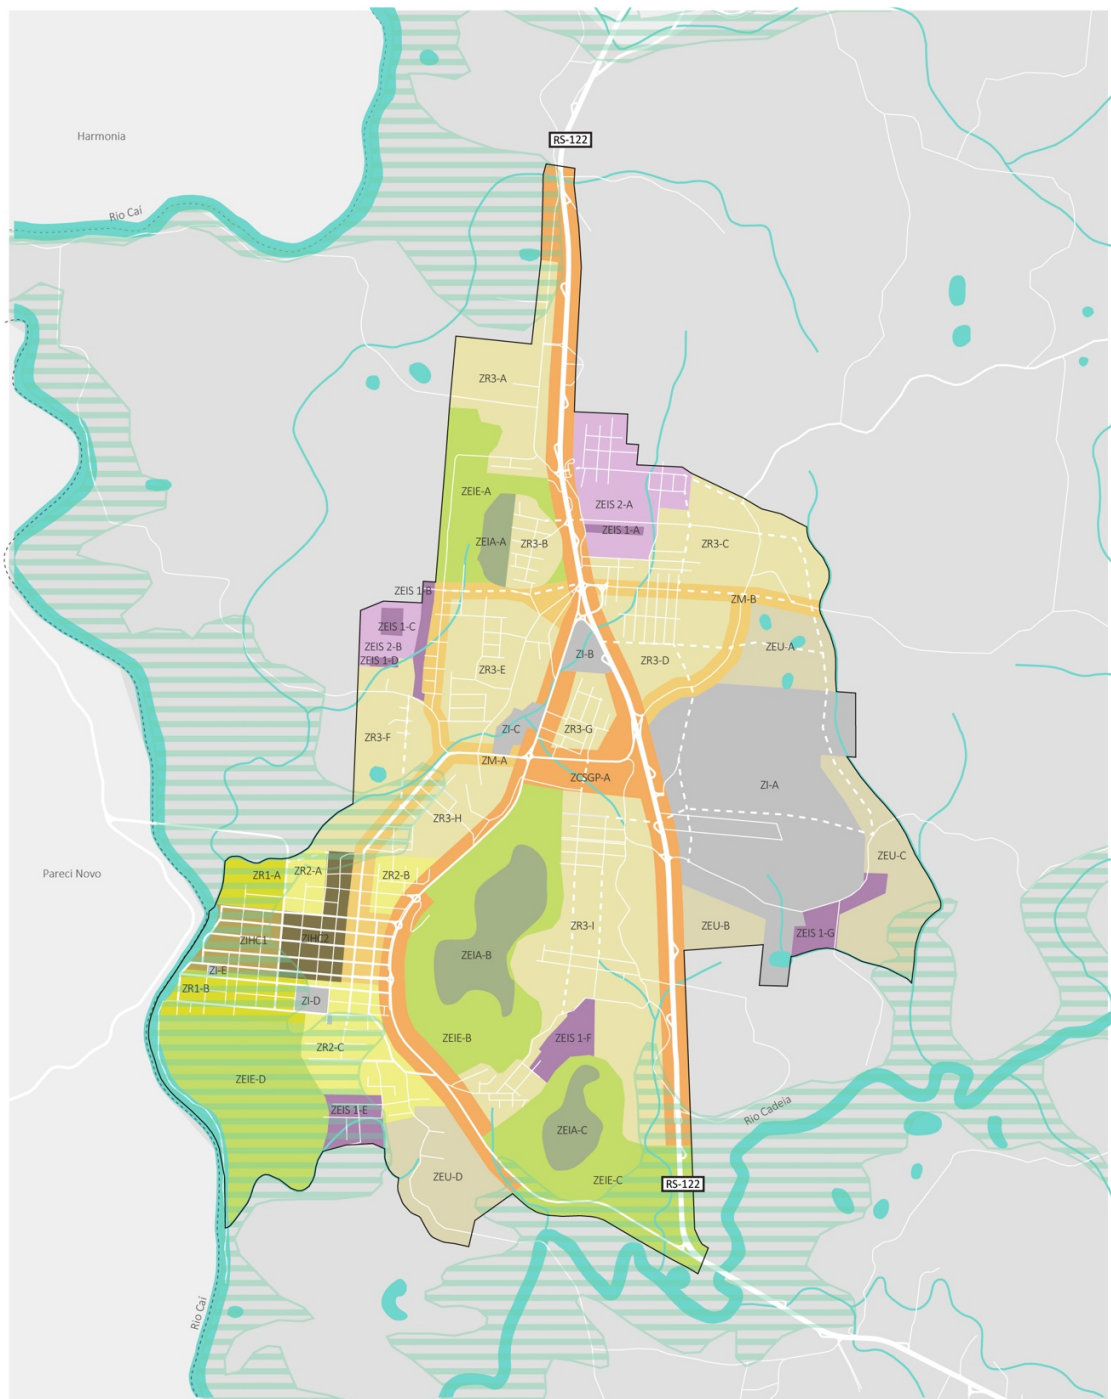 Harmonia
RS-122
Rio Caí
ZR3-A
ZEIE-A
ZEIS 2-A
ZEIS 1-A
ZEIA-A
ZR3-B
ZR3-C
ZEIS 1-B
ZM-B
ZEIS 1-C
ZEIS 2-B
ZEIS 1-D
ZR3-E
ZI-B
ZR3-D
ZEU-A
ZR3-F
ZI-C
ZR3-G
ZM-A
ZCSGP-A
ZI-A
ZR3-H
Pareci Novo
ZR1-A
ZR2-A
ZR2-B
ZEU-C
ZIHC1
ZIHC2
ZR3-I
ZEU-B
ZEIS 1-G
ZI-E
ZEIA-B
ZR1-B
ZI-D
ZR2-C
ZEIE-B
ZEIS 1-F
ZEIE-D
ZEIS 1-E
ZEIA-C
Rio Cadeia
ZEU-D
ZEIE-C
RS-122
Rio Caí